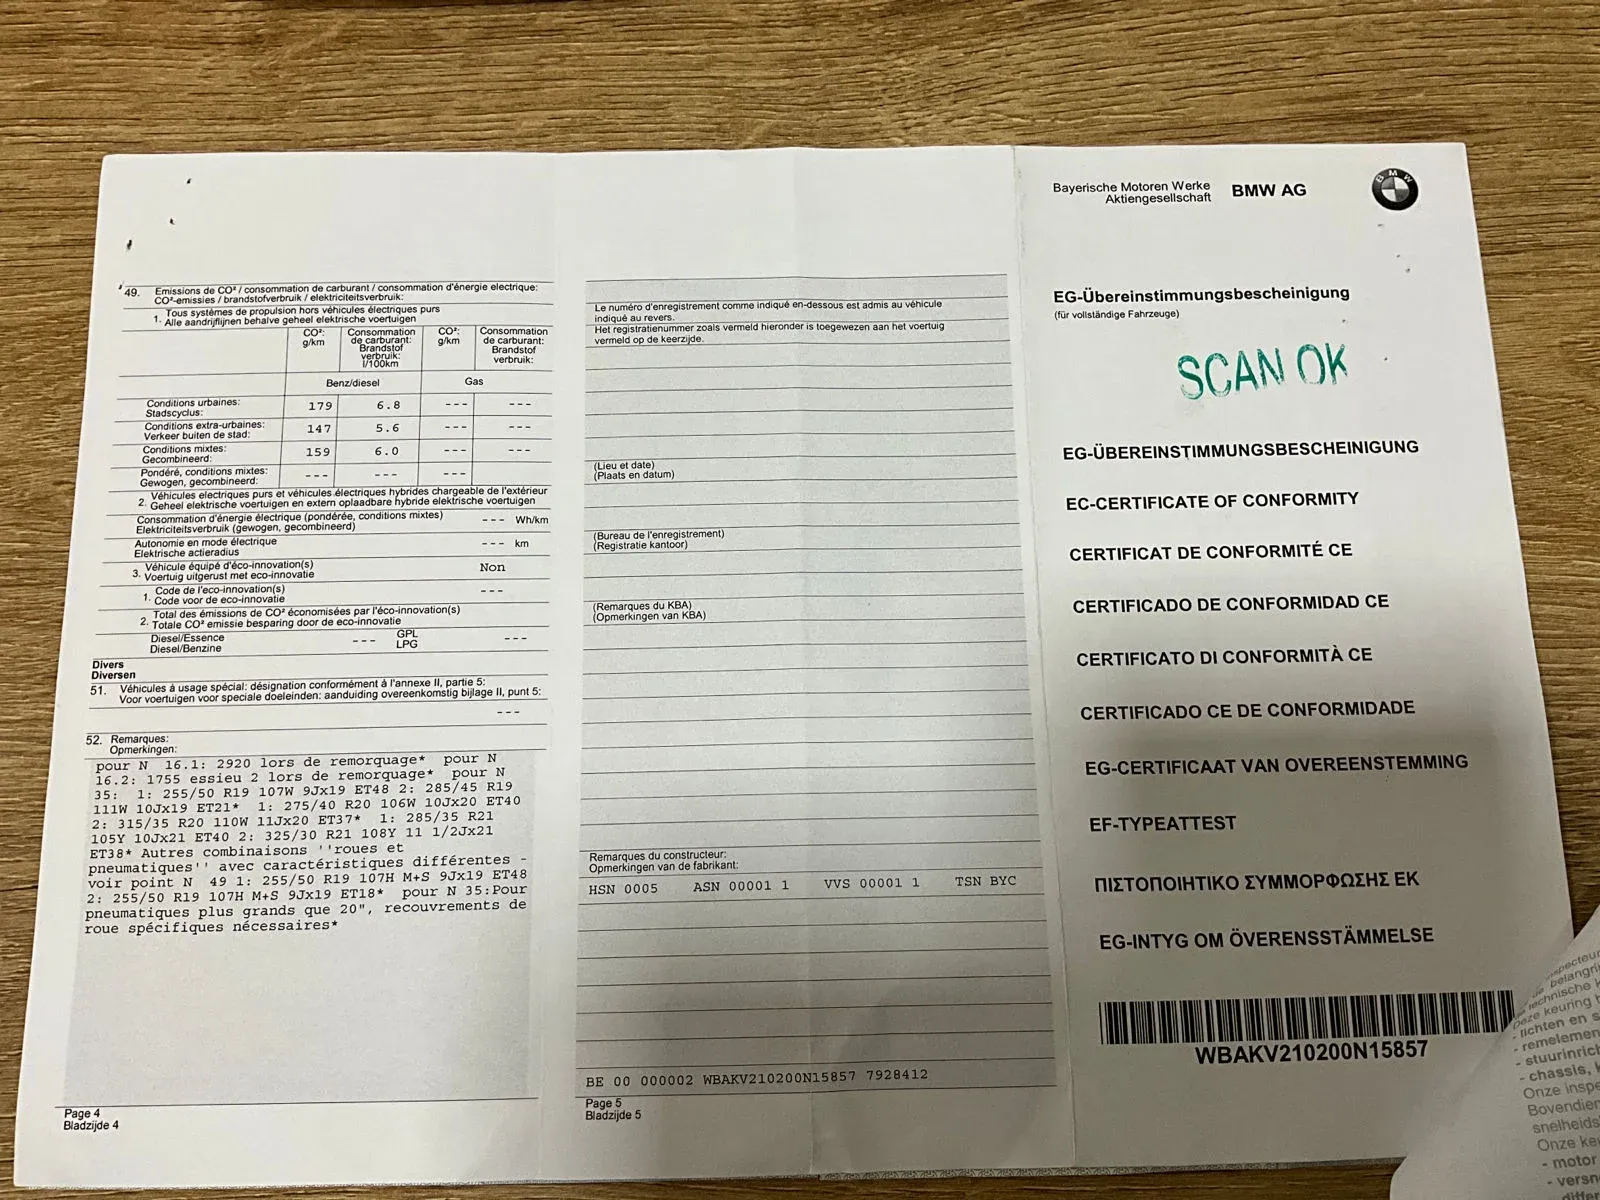 49. Emissions de CO² / consommation de carburant / consommation d'énergie electrique:
CO²-emissies / brandstofverbruik / elektriciteitsverbruik:
1. Tous systèmes de propulsion hors véhicules électriques purs
Alle aandrijflijnen behalve geheel elektrische voertuigen
CO²: g/km
Consommation de carburant: Brandstof verbruik: l/100km
CO²: g/km
Consommation de carburant: Brandstof verbruik:
Benz/diesel Gas
Conditions urbaines:
Stadscyclus: 179 6.8 --- ---
Conditions extra-urbaines:
Verkeer buiten de stad: 147 5.6 --- ---
Conditions mixtes:
Gecombineerd: 159 6.0 --- ---
Pondéré, conditions mixtes:
Gewogen, gecombineerd: --- --- --- ---
2. Véhicules electriques purs et véhicules électriques hybrides chargeable de l'extérieur
Geheel elektrische voertuigen en extern oplaadbare hybride elektrische voertuigen
Consommation d'énergie électrique (pondérée, conditions mixtes)
Elektriciteitsverbruik (gewogen, gecombineerd) --- Wh/km
Autonomie en mode électrique
Elektrische actieradius --- km
3. Véhicule équipé d'éco-innovation(s)
Voertuig uitgerust met eco-innovatie Non
1. Code de l'eco-innovation(s)
Code voor de eco-innovatie ---
2. Total des émissions de CO² économisées par l'éco-innovation(s)
Totale CO² emissie besparing door de eco-innovatie
Diesel/Essence
Diesel/Benzine --- GPL
LPG ---
Divers
Diversen
51. Véhicules à usage spécial: désignation conformément à l'annexe II, partie 5:
Voor voertuigen voor speciale doeleinden: aanduiding overeenkomstig bijlage II, punt 5:
---
52. Remarques:
Opmerkingen:
pour N 16.1: 2920 lors de remorquage* pour N
16.2: 1755 essieu 2 lors de remorquage* pour N
35: 1: 255/50 R19 107W 9Jx19 ET48 2: 285/45 R19
111W 10Jx19 ET21* 1: 275/40 R20 106W 10Jx20 ET40
2: 315/35 R20 110W 11Jx20 ET37* 1: 285/35 R21
105Y 10Jx21 ET40 2: 325/30 R21 108Y 11 1/2Jx21
ET38* Autres combinaisons ''roues et
pneumatiques'' avec caractéristiques différentes -
voir point N 49 1: 255/50 R19 107H M+S 9Jx19 ET48
2: 255/50 R19 107H M+S 9Jx19 ET18* pour N 35:Pour
pneumatiques plus grands que 20", recouvrements de
roue spécifiques nécessaires*
Page 4
Bladzijde 4
Le numéro d'enregistrement comme indiqué en-dessous est admis au véhicule
indiqué au revers.
Het registratienummer zoals vermeld hieronder is toegewezen aan het voertuig
vermeld op de keerzijde.
(Lieu et date)
(Plaats en datum)
(Bureau de l'enregistrement)
(Registratie kantoor)
(Remarques du KBA)
(Opmerkingen van KBA)
Remarques du constructeur:
Opmerkingen van de fabrikant:
HSN 0005 ASN 00001 1 VVS 00001 1 TSN BYC
BE 00 000002 WBAKV210200N15857 7928412
Page 5
Bladzijde 5
Bayerische Motoren Werke
Aktiengesellschaft
BMW AG
BMW
EG-Übereinstimmungsbescheinigung
(für vollständige Fahrzeuge)
SCAN OK
EG-ÜBEREINSTIMMUNGSBESCHEINIGUNG
EC-CERTIFICATE OF CONFORMITY
CERTIFICAT DE CONFORMITÉ CE
CERTIFICADO DE CONFORMIDAD CE
CERTIFICATO DI CONFORMITÀ CE
CERTIFICADO CE DE CONFORMIDADE
EG-CERTIFICAAT VAN OVEREENSTEMMING
EF-TYPEATTEST
ΠΙΣΤΟΠΟΙΗΤΙΚΟ ΣΥΜΜΟΡΦΩΣΗΣ ΕΚ
EG-INTYG OM ÖVERENSSTÄMMELSE
WBAKV210200N15857
technische
Deze keuring
- lichten en
- remelemen
- stuurinrich
- chassis,
Onze inspe
Bovendien
snelheids
Onze ke
- motor
- versn